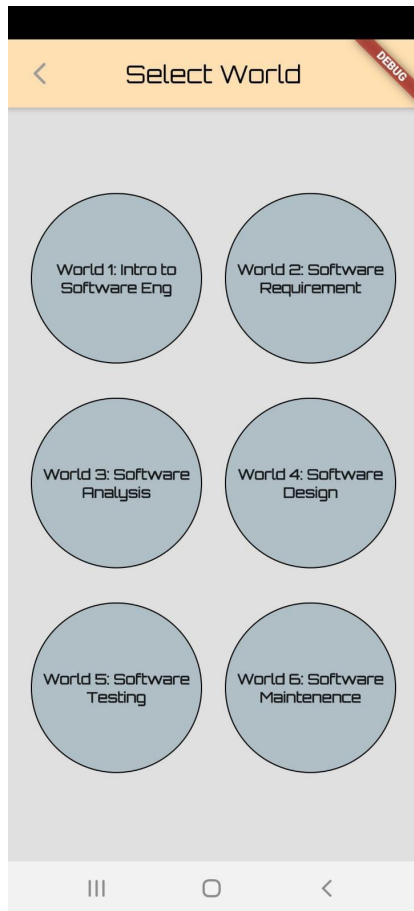 Select World
DEBUG
World 1: Intro to
Software Eng
World 2: Software
Requirement
World 3: Software
Analysis
World 4: Software
Design
World 5: Software
Testing
World 6: Software
Maintenence